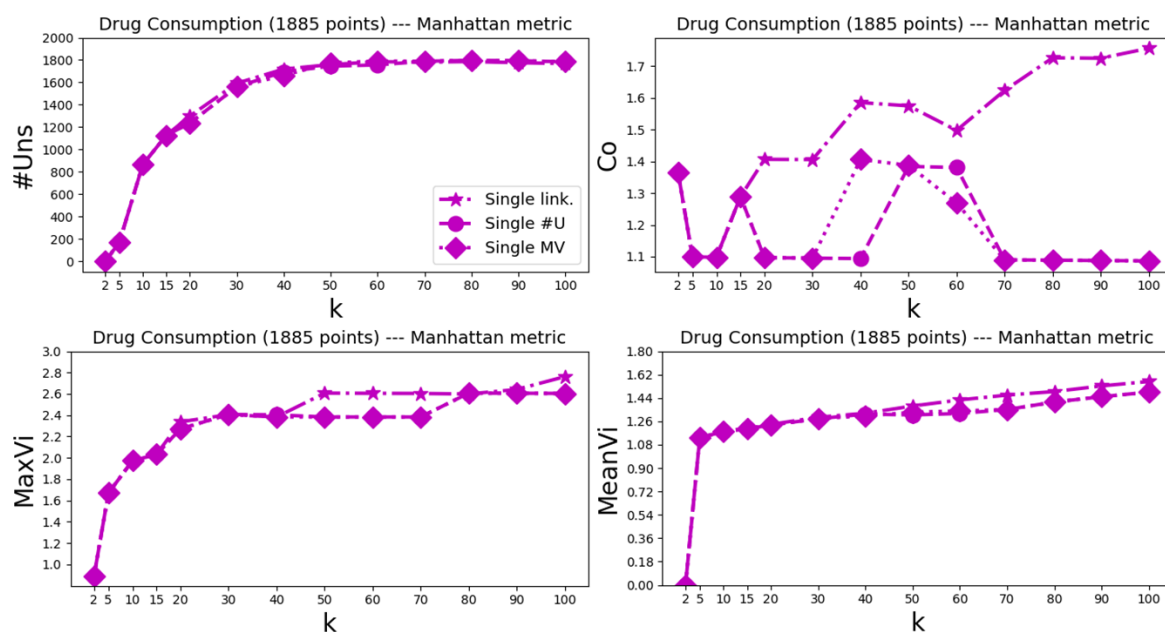 Drug Consumption (1885 points) --- Manhattan metric
#Uns
2000
1800
1600
1400
1200
1000
800
600
400
200
0
Single link.
Single #U
Single MV
2 5 10 15 20 30 40 50 60 70 80 90 100
k
Drug Consumption (1885 points) --- Manhattan metric
Co
1.7
1.6
1.5
1.4
1.3
1.2
1.1
2 5 10 15 20 30 40 50 60 70 80 90 100
k
Drug Consumption (1885 points) --- Manhattan metric
MaxVi
3.0
2.8
2.6
2.4
2.2
2.0
1.8
1.6
1.4
1.2
1.0
2 5 10 15 20 30 40 50 60 70 80 90 100
k
Drug Consumption (1885 points) --- Manhattan metric
MeanVi
1.80
1.62
1.44
1.26
1.08
0.90
0.72
0.54
0.36
0.18
0.00
2 5 10 15 20 30 40 50 60 70 80 90 100
k